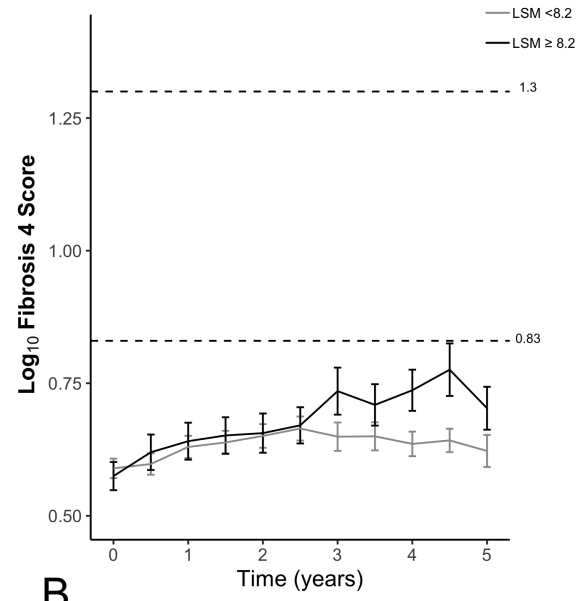 LSM <8.2
LSM ≥ 8.2
1.3
1.25
1.00
0.83
0.75
0.50
Log10 Fibrosis 4 Score
0 1 2 3 4 5
Time (years)
B